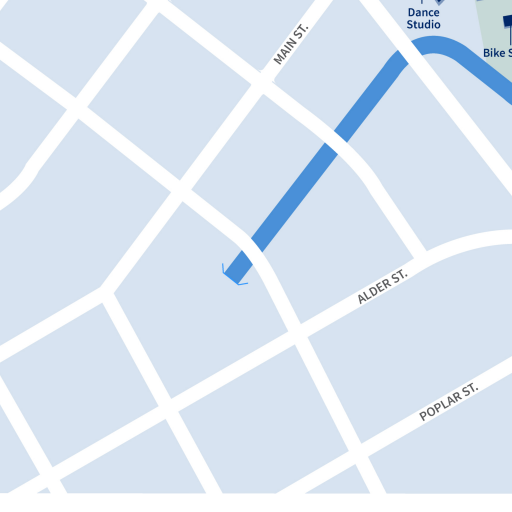 Dance
Studio
Bike S
MAIN ST.
ALDER ST.
POPLAR ST.